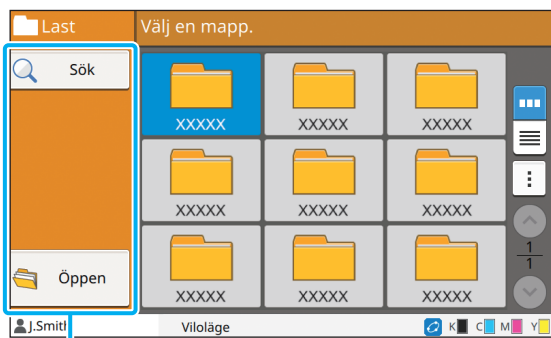 Last
Välj en mapp.
Sök
XXXXX XXXXX XXXXX
XXXXX XXXXX XXXXX
1
1
Öppen
XXXXX XXXXX XXXXX
J.Smith
Viloläge
K C M Y